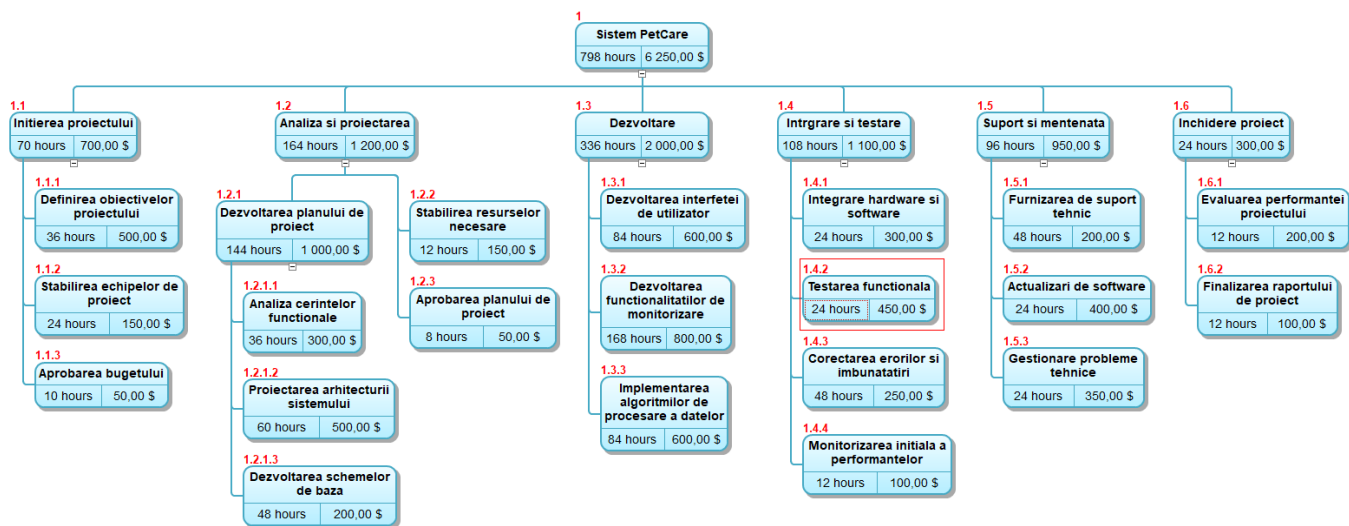 1
Sistem PetCare
798 hours 6 250,00 $
1.1
Initierea proiectului
70 hours 700,00 $
1.1.1
Definirea obiectivelor
proiectului
36 hours 500,00 $
1.1.2
Stabilirea echipelor de
proiect
24 hours 150,00 $
1.1.3
Aprobarea bugetului
10 hours 50,00 $
1.2
Analiza si proiectarea
164 hours 1 200,00 $
1.2.1
Dezvoltarea planului de
proiect
144 hours 1 000,00 $
1.2.1.1
Analiza cerintelor
functionale
36 hours 300,00 $
1.2.1.2
Proiectarea arhitecturii
sistemului
60 hours 500,00 $
1.2.1.3
Dezvoltarea schemelor
de baza
48 hours 200,00 $
1.2.2
Stabilirea resurselor
necesare
12 hours 150,00 $
1.2.3
Aprobarea planului de
proiect
8 hours 50,00 $
1.3
Dezvoltare
336 hours 2 000,00 $
1.3.1
Dezvoltarea interfetei
de utilizator
84 hours 600,00 $
1.3.2
Dezvoltarea
functionalitatilor de
monitorizare
168 hours 800,00 $
1.3.3
Implementarea
algoritmilor de
procesare a datelor
84 hours 600,00 $
1.4
Intrgrare si testare
108 hours 1 100,00 $
1.4.1
Integrare hardware si
software
24 hours 300,00 $
1.4.2
Testarea functionala
24 hours 450,00 $
1.4.3
Corectarea erorilor si
imbunatatiri
48 hours 250,00 $
1.4.4
Monitorizarea initiala a
performantelor
12 hours 100,00 $
1.5
Suport si mentenata
96 hours 950,00 $
1.5.1
Furnizarea de suport
tehnic
48 hours 200,00 $
1.5.2
Actualizari de software
24 hours 400,00 $
1.5.3
Gestionare probleme
tehnice
24 hours 350,00 $
1.6
Inchidere proiect
24 hours 300,00 $
1.6.1
Evaluarea performantei
proiectului
12 hours 200,00 $
1.6.2
Finalizarea raportului
de proiect
12 hours 100,00 $